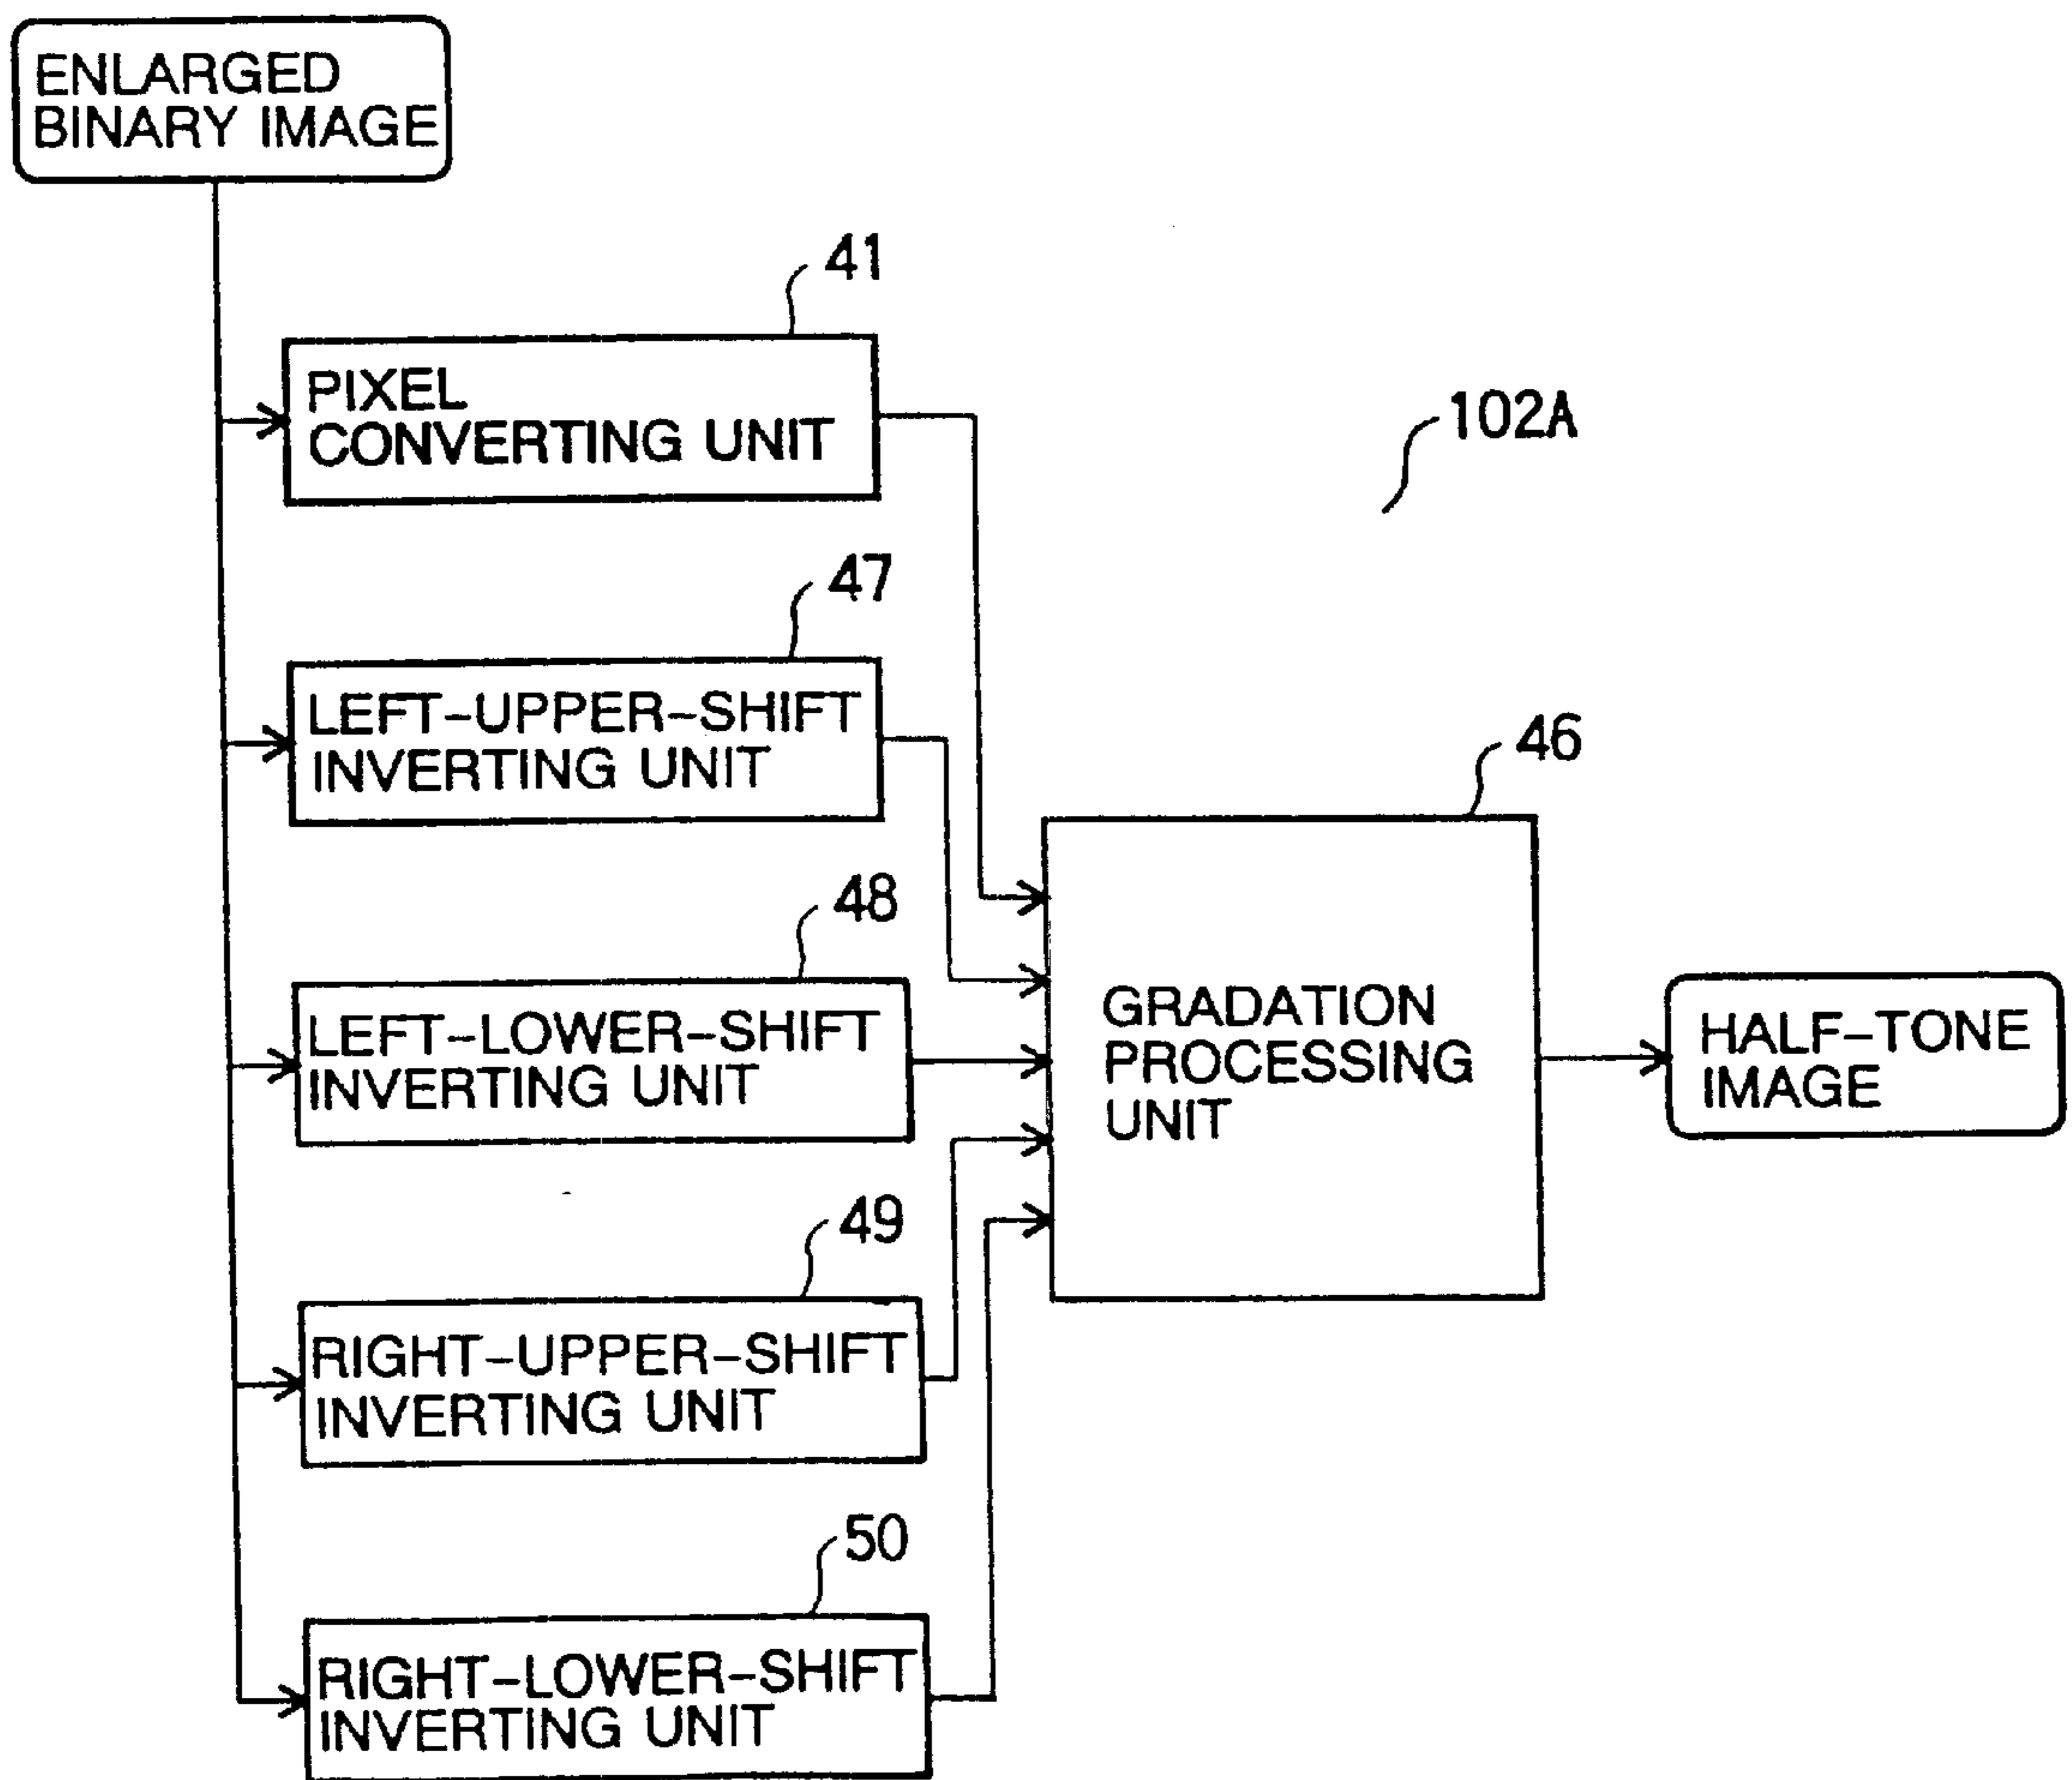 ENLARGED
BINARY IMAGE
41
PIXEL
CONVERTING UNIT
102A
47
LEFT-UPPER-SHIFT
INVERTING UNIT
46
48
LEFT-LOWER-SHIFT
INVERTING UNIT
GRADATION
PROCESSING
UNIT
HALF-TONE
IMAGE
49
RIGHT-UPPER-SHIFT
INVERTING UNIT
50
RIGHT-LOWER-SHIFT
INVERTING UNIT